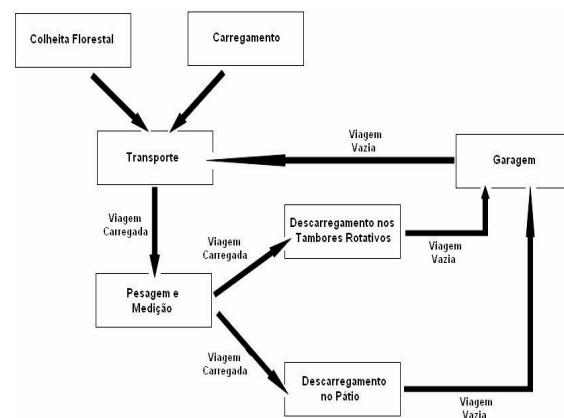 Colheita Florestal
Carregamento
Viagem
Vazia
Transporte
Garagem
Viagem
Carregada
Viagem
Carregada
Descarregamento nos
Tambores Rotativos
Viagem
Vazia
Pesagem e
Medição
Viagem
Carregada
Descarregamento
no Pátio
Viagem
Vazia